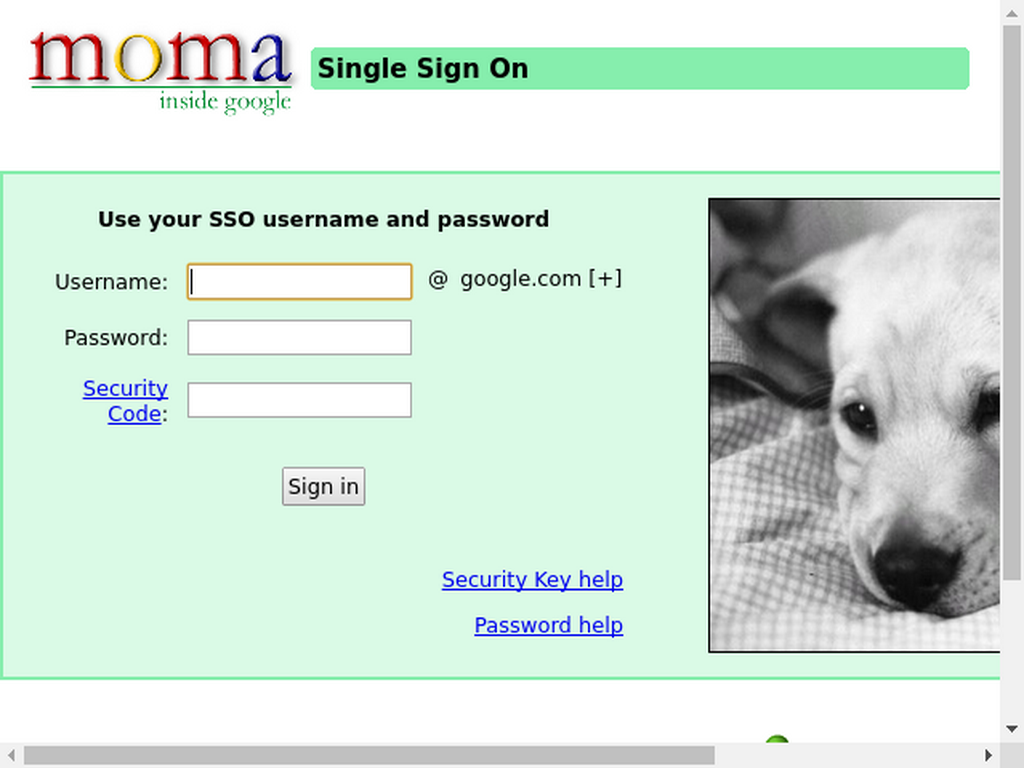 moma
inside google
Single Sign On
Use your SSO username and password
Username:
@ google.com [+]
Password:
Security
Code:
Sign in
Security Key help
Password help